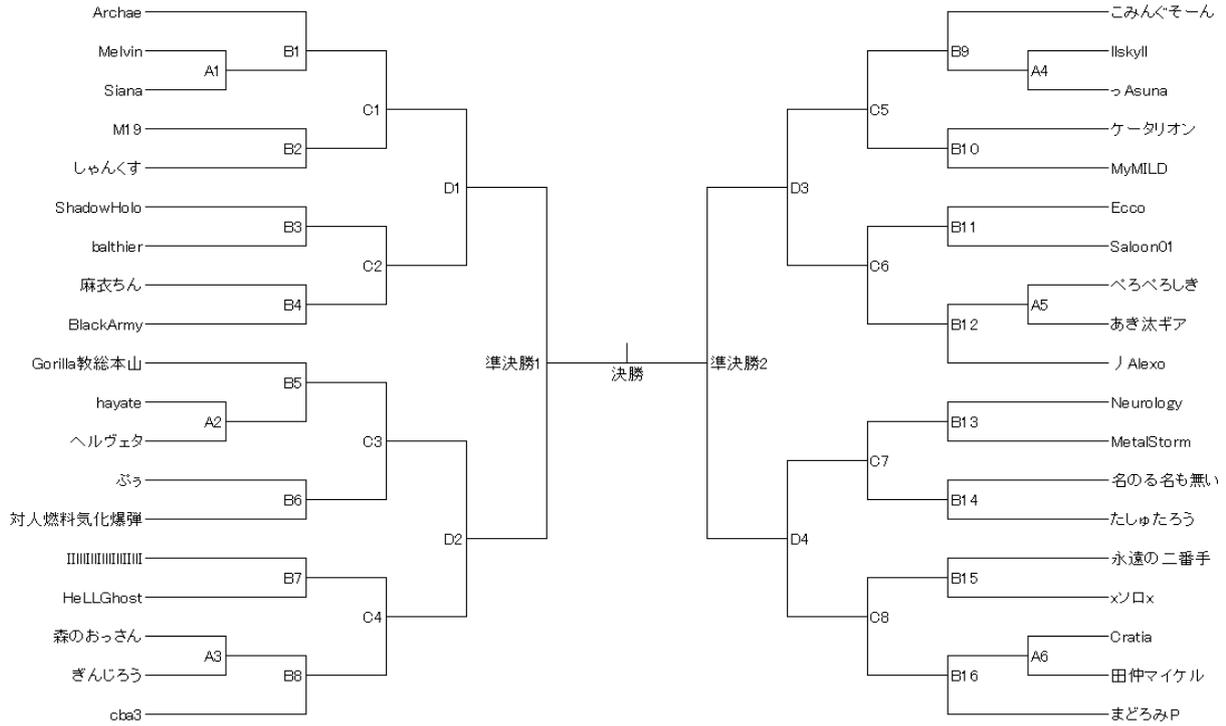 Archae
Melvin
Siana
M19
しゃんくす
ShadowHolo
balthier
麻衣ちん
BlackArmy
Gorilla教総本山
hayate
ヘルヴェタ
ぷぅ
対人燃料気化爆弾
HeLLGhost
森のおっさん
ぎんじろう
cba3
A1
A2
A3
B1
B2
B3
B4
B5
B6
B7
B8
C1
C2
C3
C4
D1
D2
準決勝1
決勝
準決勝2
D3
D4
C5
C6
C7
C8
B9
B10
B11
B12
B13
B14
B15
B16
A4
A5
A6
こみんぐそーん
っAsuna
ケータリオン
MyMILD
Ecco
Saloon01
ぺろぺろしき
あき汰ギア
丿Alexo
Neurology
MetalStorm
名のる名も無い
たしゅたろう
永遠の二番手
xソロx
Cratia
田仲マイケル
まどろみP